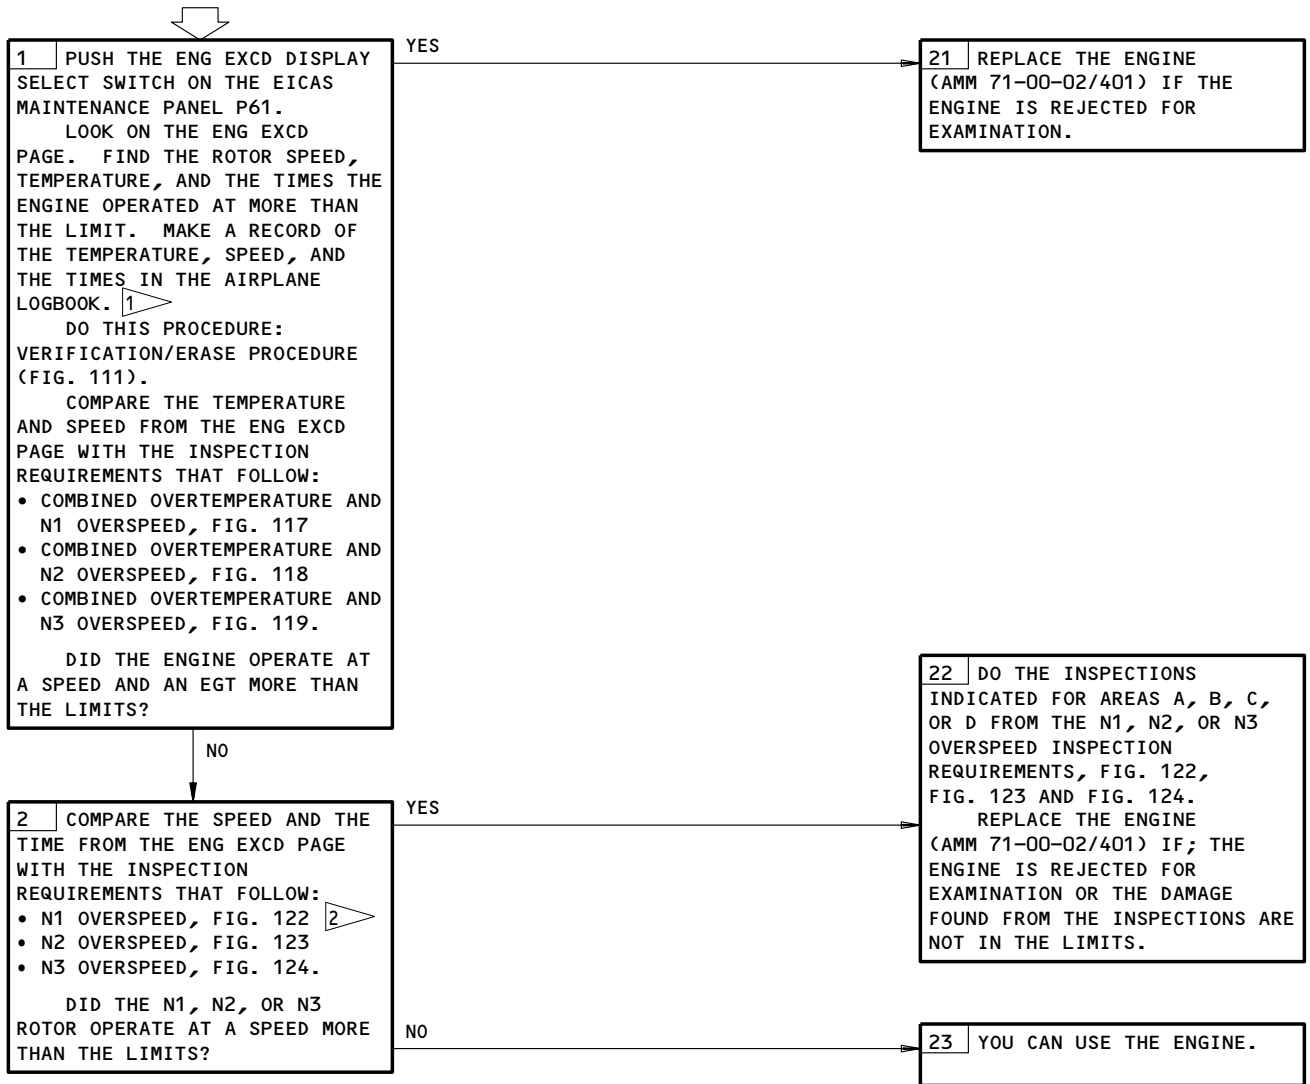 1 PUSH THE ENG EXCD DISPLAY
SELECT SWITCH ON THE EICAS
MAINTENANCE PANEL P61.
LOOK ON THE ENG EXCD
PAGE. FIND THE ROTOR SPEED,
TEMPERATURE, AND THE TIMES THE
ENGINE OPERATED AT MORE THAN
THE LIMIT. MAKE A RECORD OF
THE TEMPERATURE, SPEED, AND
THE TIMES IN THE AIRPLANE
LOGBOOK. 1
DO THIS PROCEDURE:
VERIFICATION/ERASE PROCEDURE
(FIG. 111).
COMPARE THE TEMPERATURE
AND SPEED FROM THE ENG EXCD
PAGE WITH THE INSPECTION
REQUIREMENTS THAT FOLLOW:
• COMBINED OVERTEMPERATURE AND
N1 OVERSPEED, FIG. 117
• COMBINED OVERTEMPERATURE AND
N2 OVERSPEED, FIG. 118
• COMBINED OVERTEMPERATURE AND
N3 OVERSPEED, FIG. 119.
DID THE ENGINE OPERATE AT
A SPEED AND AN EGT MORE THAN
THE LIMITS?
YES
21 REPLACE THE ENGINE
(AMM 71-00-02/401) IF THE
ENGINE IS REJECTED FOR
EXAMINATION.
NO
2 COMPARE THE SPEED AND THE
TIME FROM THE ENG EXCD PAGE
WITH THE INSPECTION
REQUIREMENTS THAT FOLLOW:
• N1 OVERSPEED, FIG. 122 2
• N2 OVERSPEED, FIG. 123
• N3 OVERSPEED, FIG. 124.
DID THE N1, N2, OR N3
ROTOR OPERATE AT A SPEED MORE
THAN THE LIMITS?
YES
22 DO THE INSPECTIONS
INDICATED FOR AREAS A, B, C,
OR D FROM THE N1, N2, OR N3
OVERSPEED INSPECTION
REQUIREMENTS, FIG. 122,
FIG. 123 AND FIG. 124.
REPLACE THE ENGINE
(AMM 71-00-02/401) IF; THE
ENGINE IS REJECTED FOR
EXAMINATION OR THE DAMAGE
FOUND FROM THE INSPECTIONS ARE
NOT IN THE LIMITS.
NO
23 YOU CAN USE THE ENGINE.